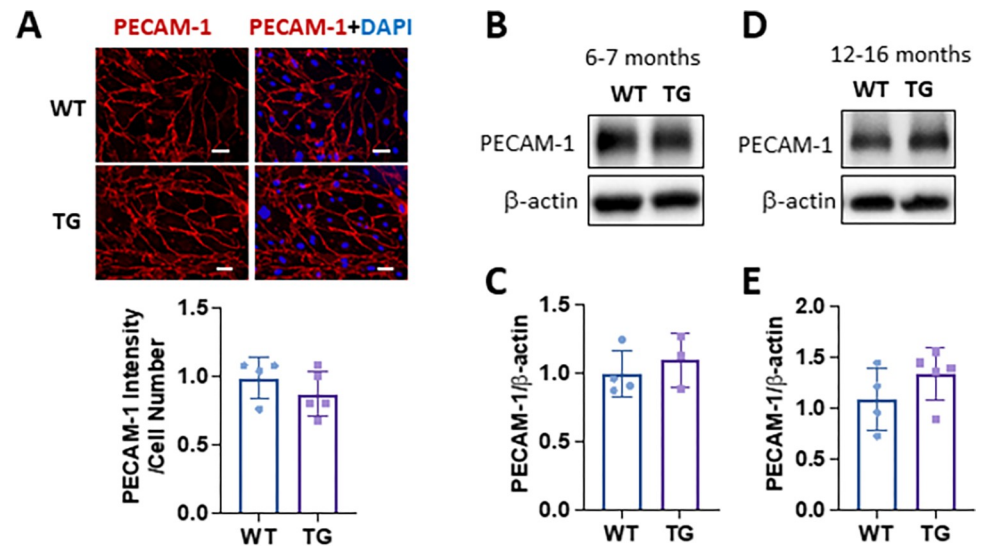 A
PECAM-1
PECAM-1+DAPI
WT
TG
PECAM-1 Intensity
/Cell Number
1.5
1.0
0.5
0.0
WT
TG
B
6-7 months
WT
TG
PECAM-1
β-actin
D
12-16 months
WT
TG
PECAM-1
β-actin
C
PECAM-1/β-actin
1.5
1.0
0.5
0.0
WT
TG
E
PECAM-1/β-actin
2.0
1.5
1.0
0.5
0.0
WT
TG